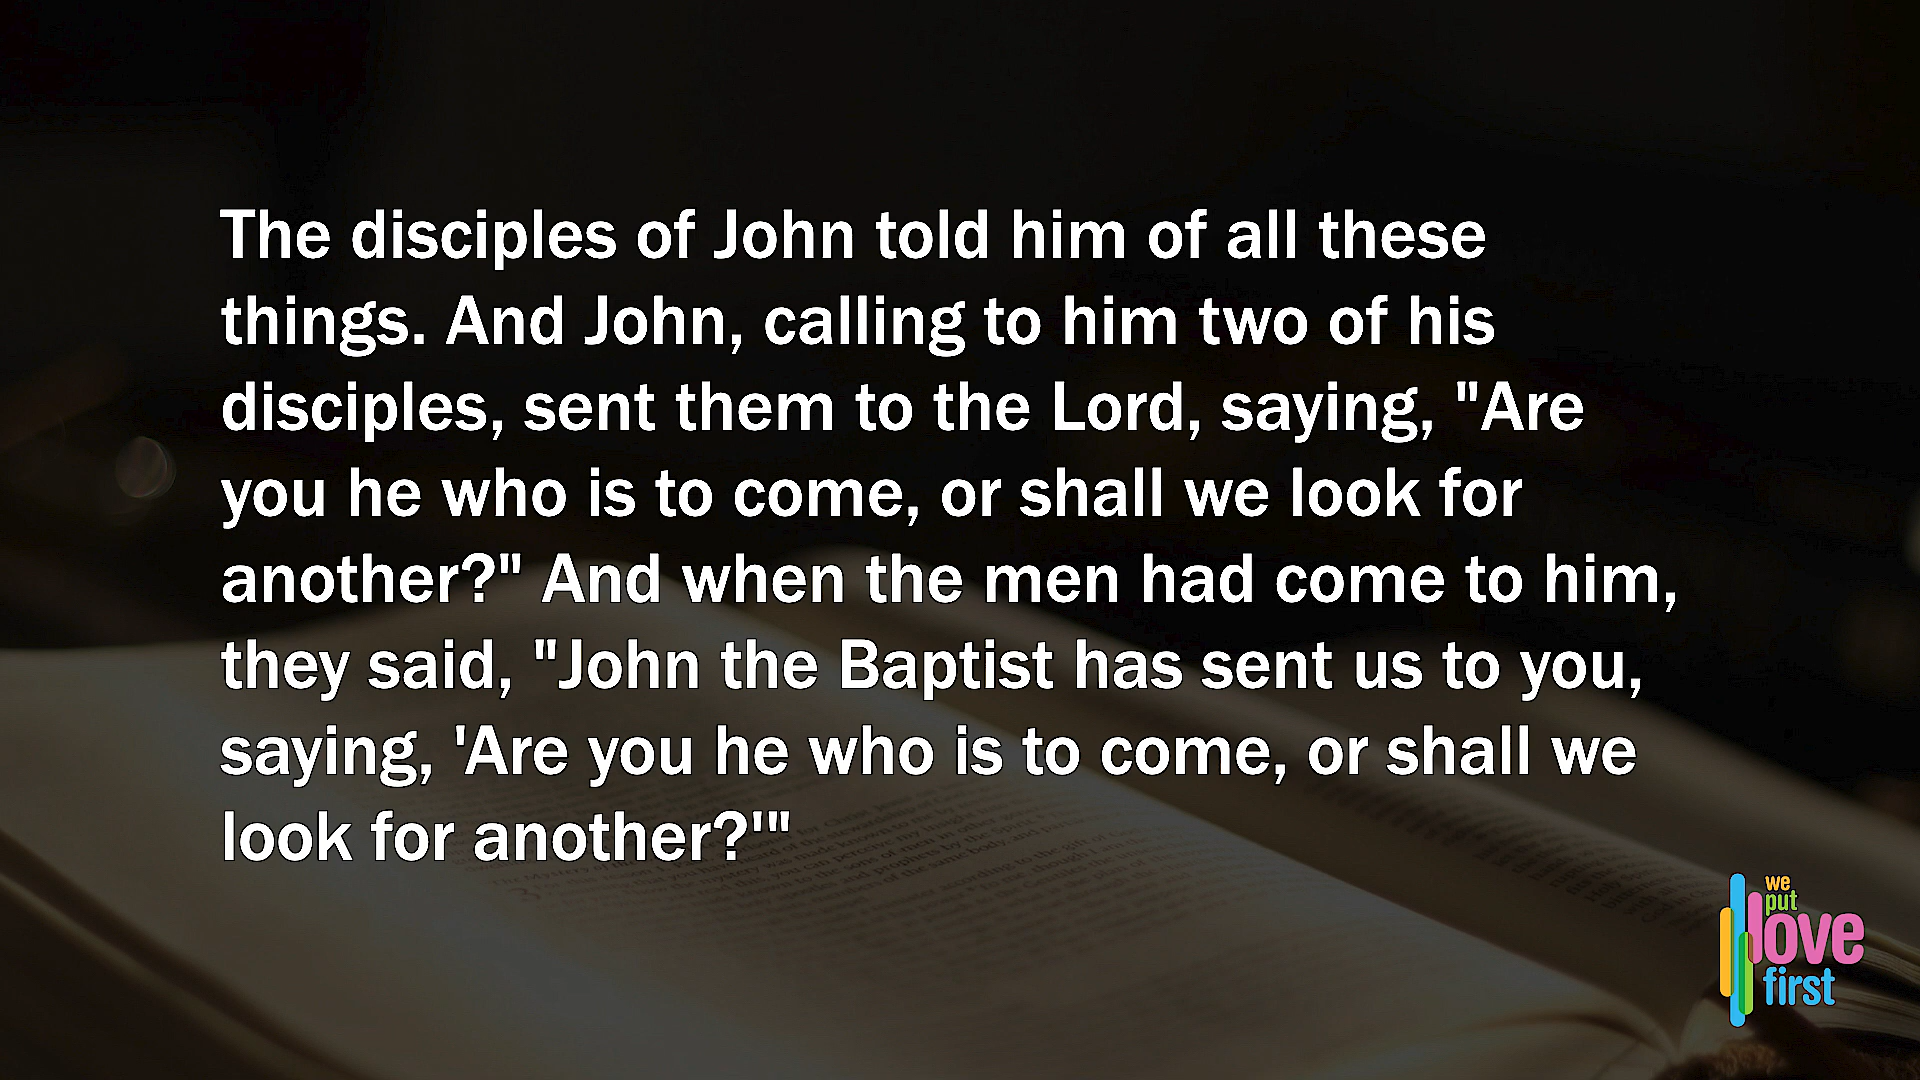 The disciples of John told him of all these
things. And John, calling to him two of his
disciples, sent them to the Lord, saying, "Are
you he who is to come, or shall we look for
another?" And when the men had come to him,
they said, "John the Baptist has sent us to you,
saying, 'Are you he who is to come, or shall we
look for another?'"
we
put
love
first